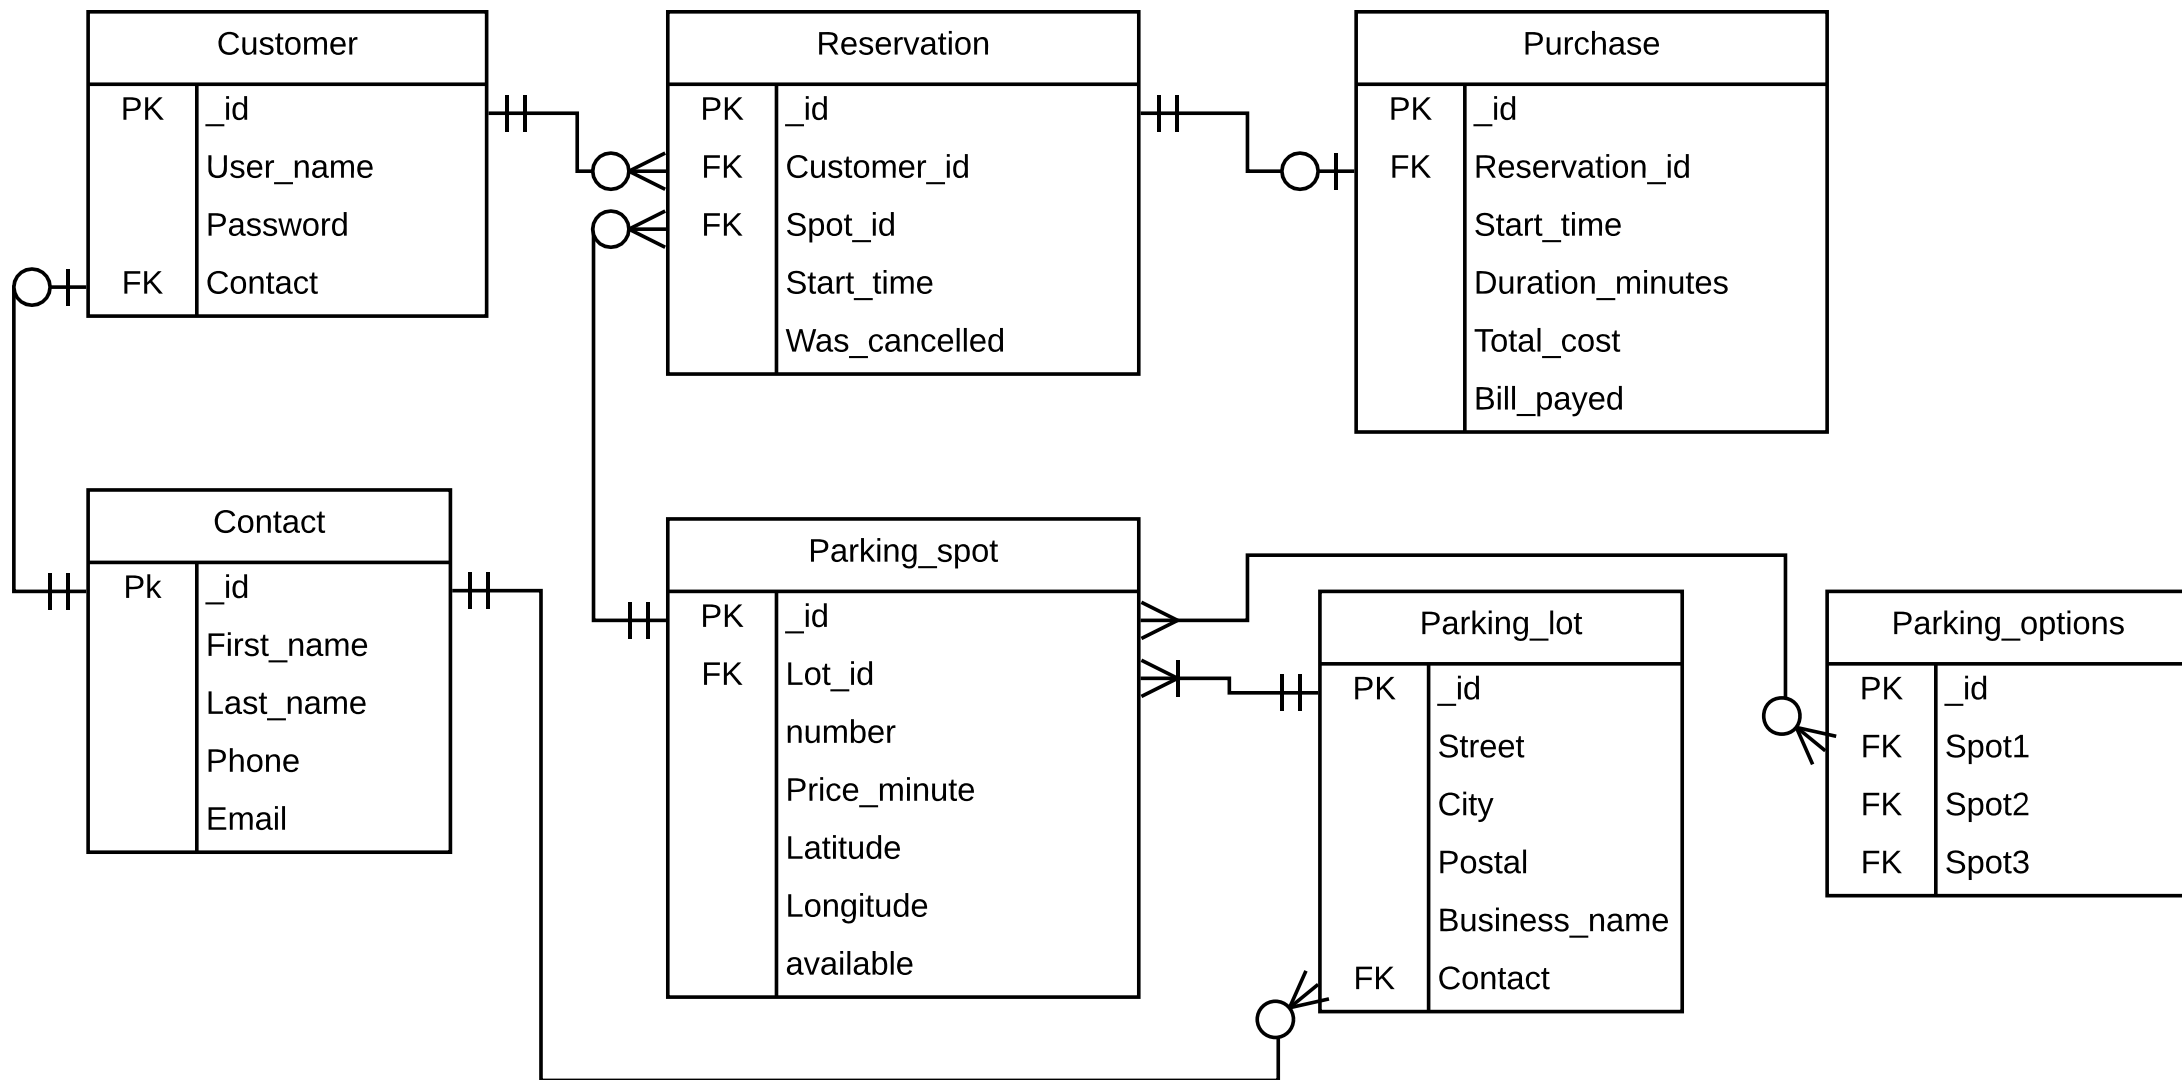 Customer
PK _id
User_name
Password
FK Contact
Reservation
PK _id
FK Customer_id
FK Spot_id
Start_time
Was_cancelled
Purchase
PK _id
FK Reservation_id
Start_time
Duration_minutes
Total_cost
Bill_payed
Contact
Pk _id
First_name
Last_name
Phone
Email
Parking_spot
PK _id
FK Lot_id
number
Price_minute
Latitude
Longitude
available
Parking_lot
PK _id
Street
City
Postal
Business_name
FK Contact
Parking_options
PK _id
FK Spot1
FK Spot2
FK Spot3